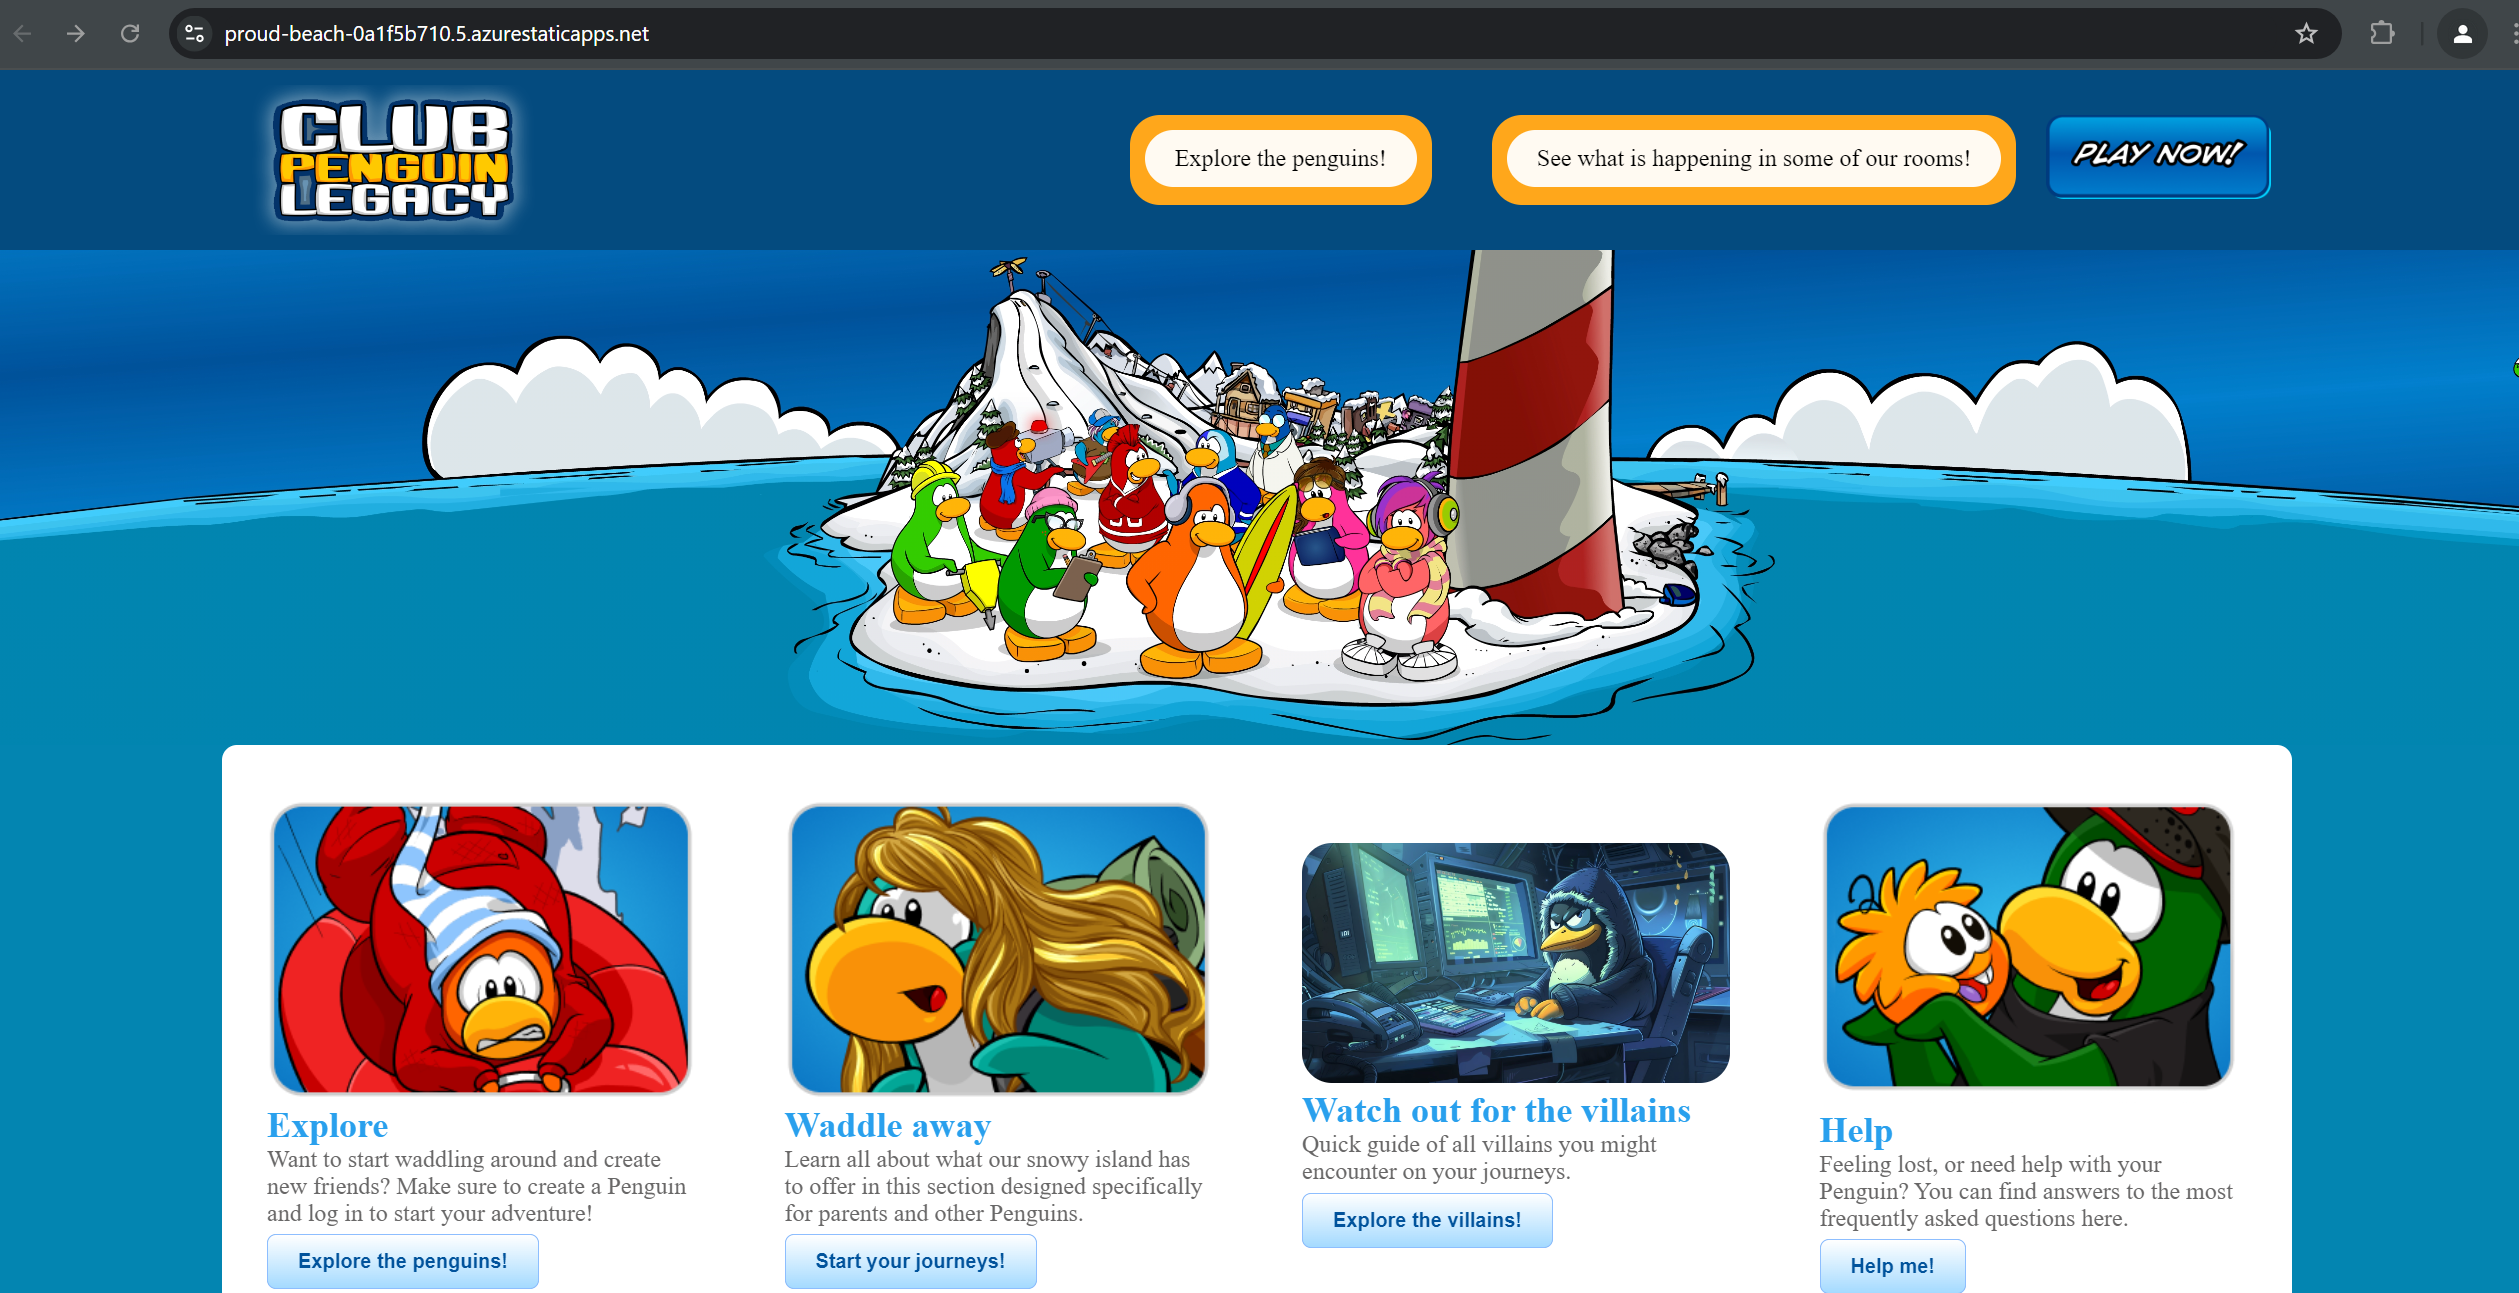 proud-beach-0a1f5b710.5.azurestaticapps.net
CLUB
PENGUIN
LEGACY
Explore the penguins!
See what is happening in some of our rooms!
PLAY NOW!
Explore
Want to start waddling around and create
new friends? Make sure to create a Penguin
and log in to start your adventure!
Explore the penguins!
Waddle away
Learn all about what our snowy island has
to offer in this section designed specifically
for parents and other Penguins.
Start your journeys!
Watch out for the villains
Quick guide of all villains you might
encounter on your journeys.
Explore the villains!
Help
Feeling lost, or need help with your
Penguin? You can find answers to the most
frequently asked questions here.
Help me!